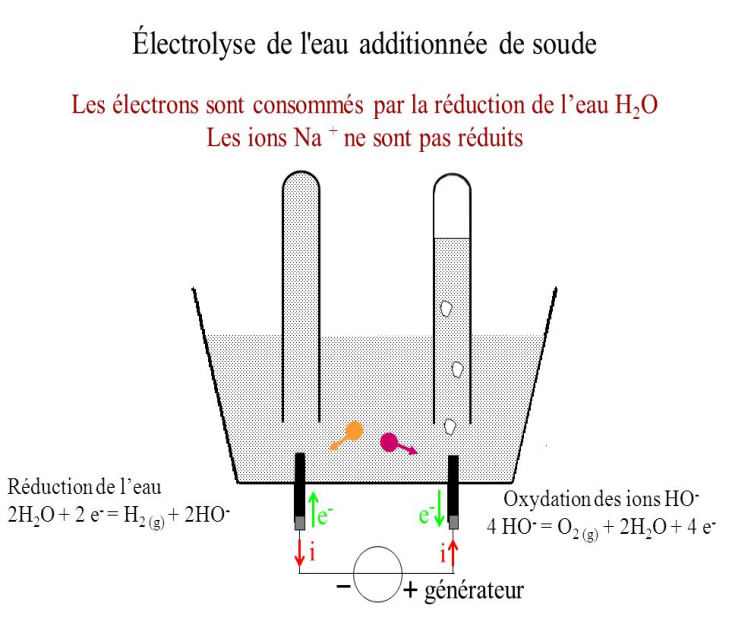 Électrolyse de l'eau additionnée de soude
Les électrons sont consommés par la réduction de l’eau H₂O
Les ions Na ⁺ ne sont pas réduits
Réduction de l’eau
2H₂O + 2 e⁻ = H₂ (g) + 2HO⁻
e⁻
i
e⁻
i
Oxydation des ions HO⁻
4 HO⁻ = O₂ (g) + 2H₂O + 4 e⁻
− + générateur